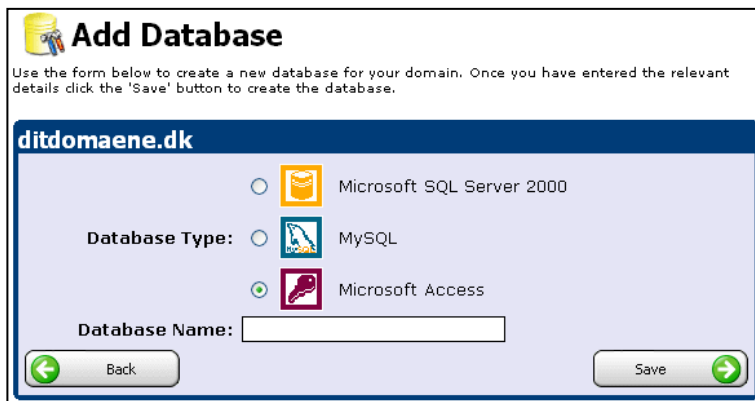 Add Database
Use the form below to create a new database for your domain. Once you have entered the relevant
details click the 'Save' button to create the database.
ditdomaene.dk
Microsoft SQL Server 2000
Database Type:
MySQL
MySQL
Microsoft Access
Database Name:
Back
Save